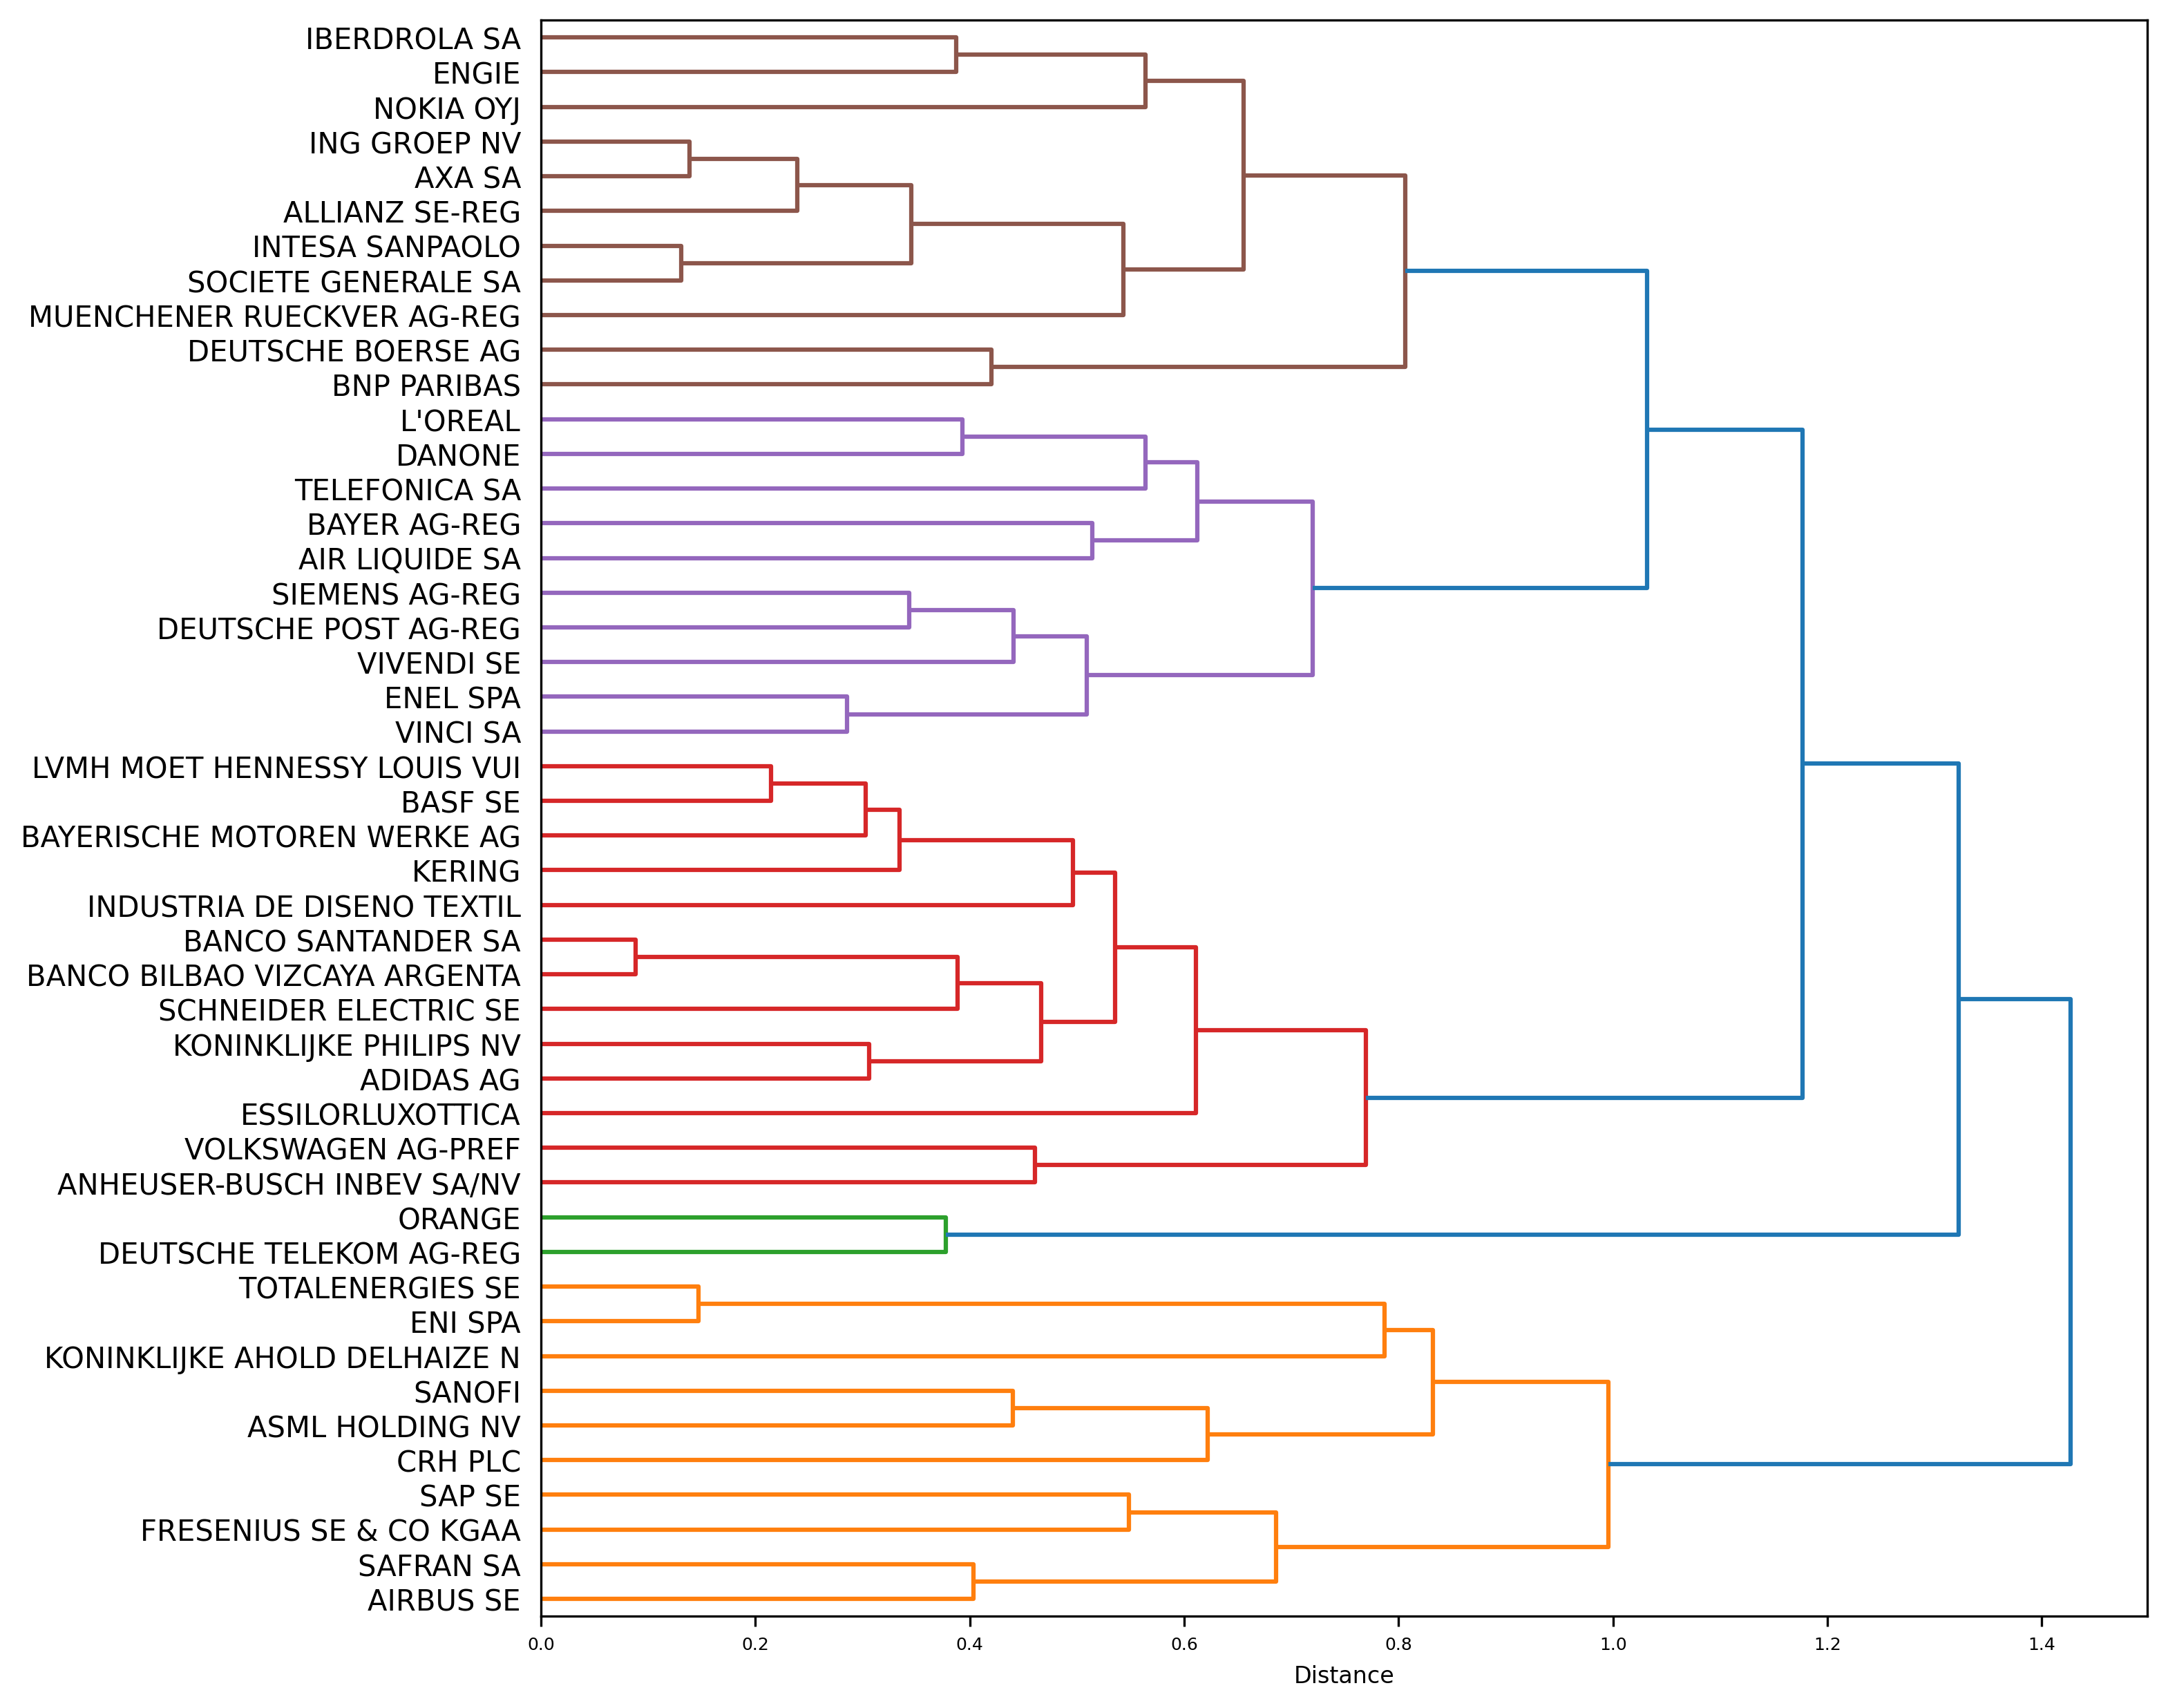 IBERDROLA SA
ENGIE
NOKIA OYJ
ING GROEP NV
AXA SA
ALLIANZ SE-REG
INTESA SANPAOLO
SOCIETE GENERALE SA
MUENCHENER RUECKVER AG-REG
DEUTSCHE BOERSE AG
BNP PARIBAS
L'OREAL
DANONE
TELEFONICA SA
BAYER AG-REG
AIR LIQUIDE SA
SIEMENS AG-REG
DEUTSCHE POST AG-REG
VIVENDI SE
ENEL SPA
VINCI SA
LVMH MOET HENNESSY LOUIS VUI
BASF SE
BAYERISCHE MOTOREN WERKE AG
KERING
INDUSTRIA DE DISENO TEXTIL
BANCO SANTANDER SA
BANCO BILBAO VIZCAYA ARGENTA
SCHNEIDER ELECTRIC SE
KONINKLIJKE PHILIPS NV
ADIDAS AG
ESSILORLUXOTTICA
VOLKSWAGEN AG-PREF
ANHEUSER-BUSCH INBEV SA/NV
ORANGE
DEUTSCHE TELEKOM AG-REG
TOTALENERGIES SE
ENI SPA
KONINKLIJKE AHOLD DELHAIZE N
SANOFI
ASML HOLDING NV
CRH PLC
SAP SE
FRESENIUS SE & CO KGAA
SAFRAN SA
AIRBUS SE
0.0 0.2 0.4 0.6 0.8 1.0 1.2 1.4
Distance